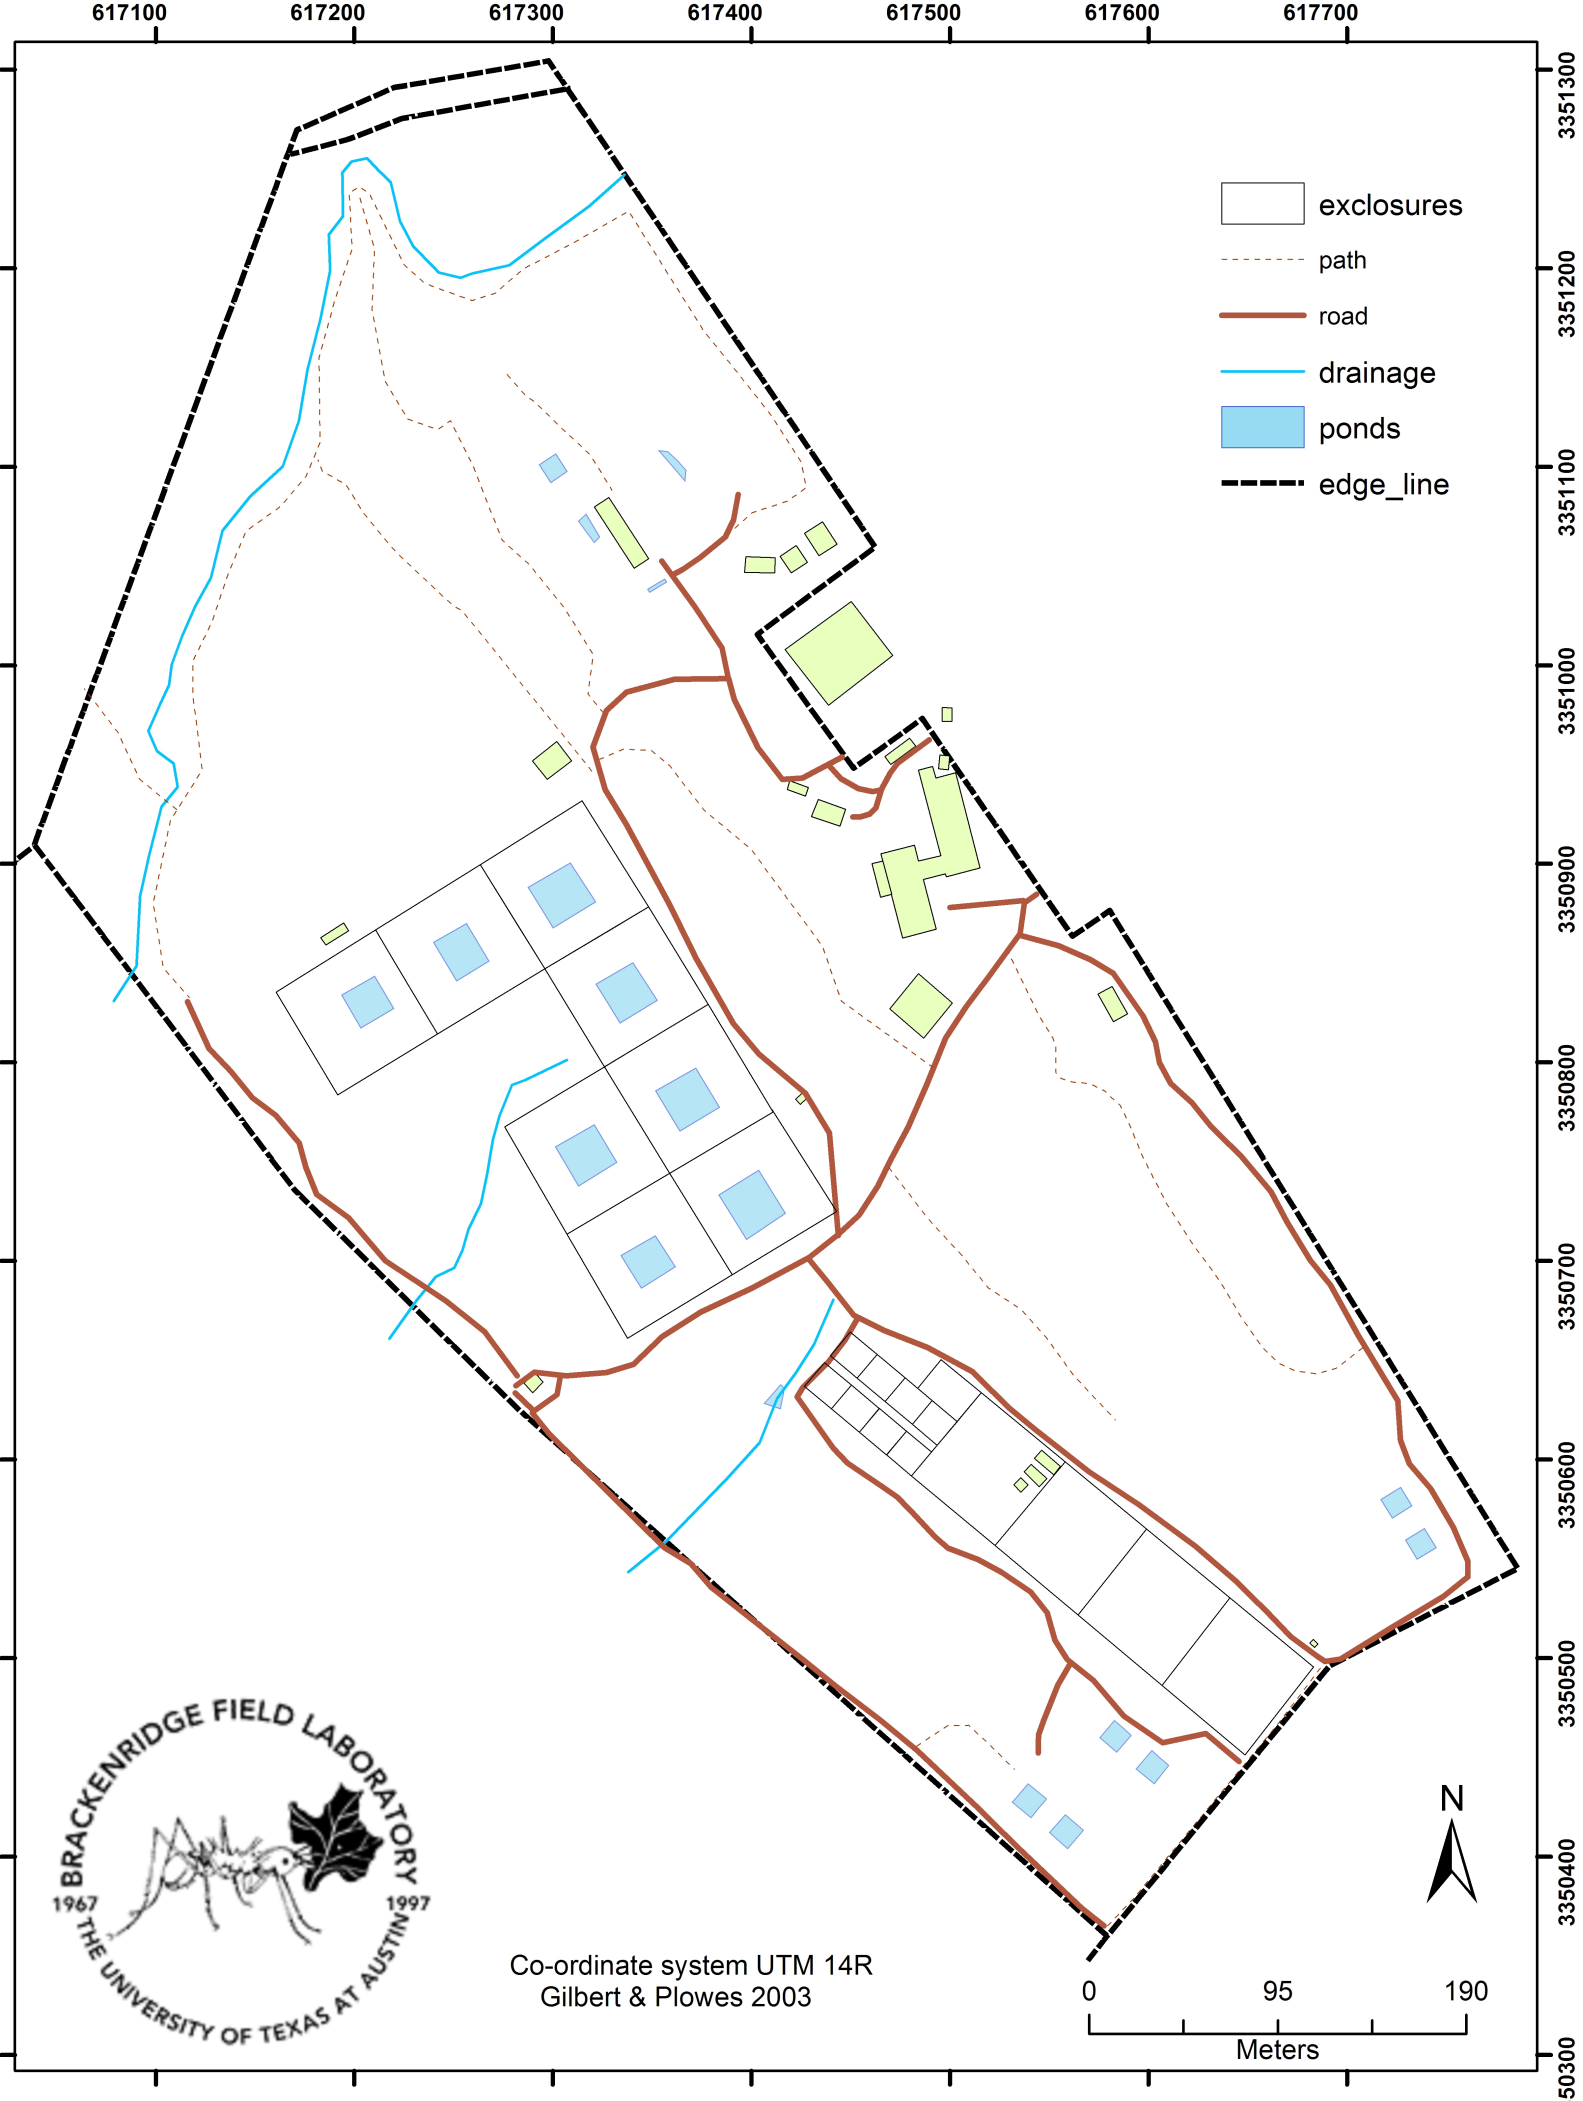 617100 617200 617300 617400 617500 617600 617700
3351300
3351200
3351100
3351000
3350900
3350800
3350700
3350600
3350500
3350400
50300
exclosures
path
road
drainage
ponds
edge_line
BRACKENRIDGE FIELD LABORATORY
1967 1997
THE UNIVERSITY OF TEXAS AT AUSTIN
Co-ordinate system UTM 14R
Gilbert & Plowes 2003
N
0 95 190
Meters